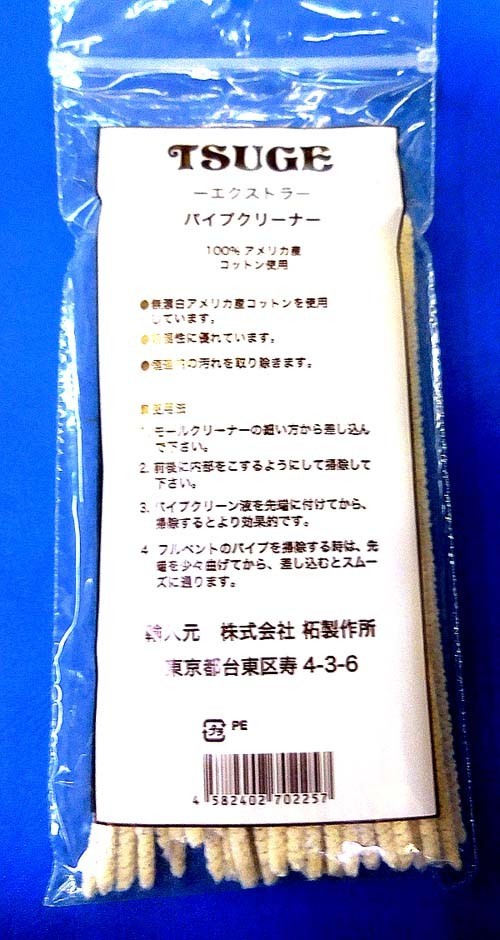 TSUGE
ーエクストラー
パイプクリーナー
100% アメリカ産
コットン使用
●無漂白アメリカ産コットンを使用
しています。
●性に優れています。
●の汚れを取り除きます。
■使用法
1. モールクリーナーの細い方から差し込ん
で下さい。
2. 前後に内部をこするようにして掃除して
下さい。
3. パイプクリーン液を先端に付けてから、
掃除するとより効果的です。
4. フルベントのパイプを掃除する時は、先
端を少々曲げてから、差し込むとスムー
ズに通ります。
輸入元 株式会社 柘製作所
東京都台東区寿 4-3-6
プラ PE
4 582402 702257